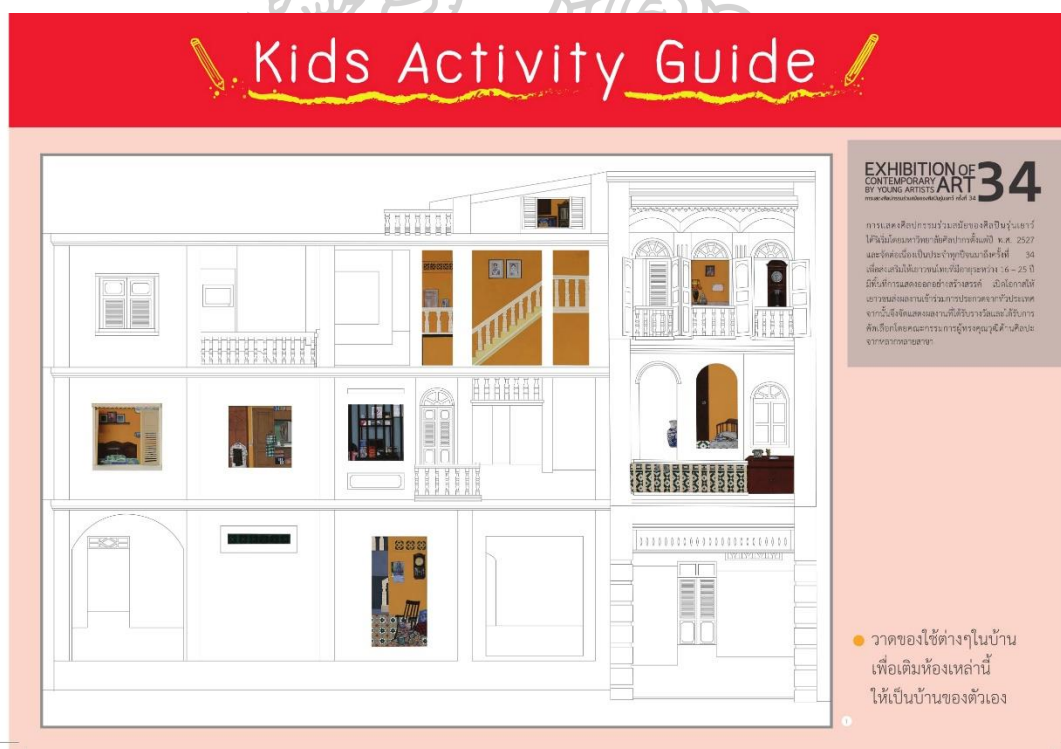 Kids Activity Guide
EXHIBITION OF
CONTEMPORARY
BY YOUNG ARTISTS
ART 34
การแสดงศิลปกรรมร่วมสมัยของศิลปินรุ่นเยาว์ ครั้งที่ 34
การแสดงศิลปกรรมร่วมสมัยของศิลปินรุ่นเยาว์
ได้ริเริ่มโดยมหาวิทยาลัยศิลปากรตั้งแต่ปี พ.ศ. 2527
และจัดต่อเนื่องเป็นประจำทุกปีจนมาถึงครั้งที่ 34
เพื่อส่งเสริมให้เยาวชนไทยที่มีอายุระหว่าง 16 – 25 ปี
มีพื้นที่การแสดงออกอย่างสร้างสรรค์ เปิดโอกาสให้
เยาวชนส่งผลงานเข้าร่วมการประกวดจากทั่วประเทศ
จากนั้นจึงจัดแสดงผลงานที่ได้รับรางวัลและได้รับการ
คัดเลือกโดยคณะกรรมการผู้ทรงคุณวุฒิด้านศิลปะ
จากหลากหลายสาขา
วาดของใช้ต่างๆในบ้าน
เพื่อเติมห้องเหล่านี้
ให้เป็นบ้านของตัวเอง
1